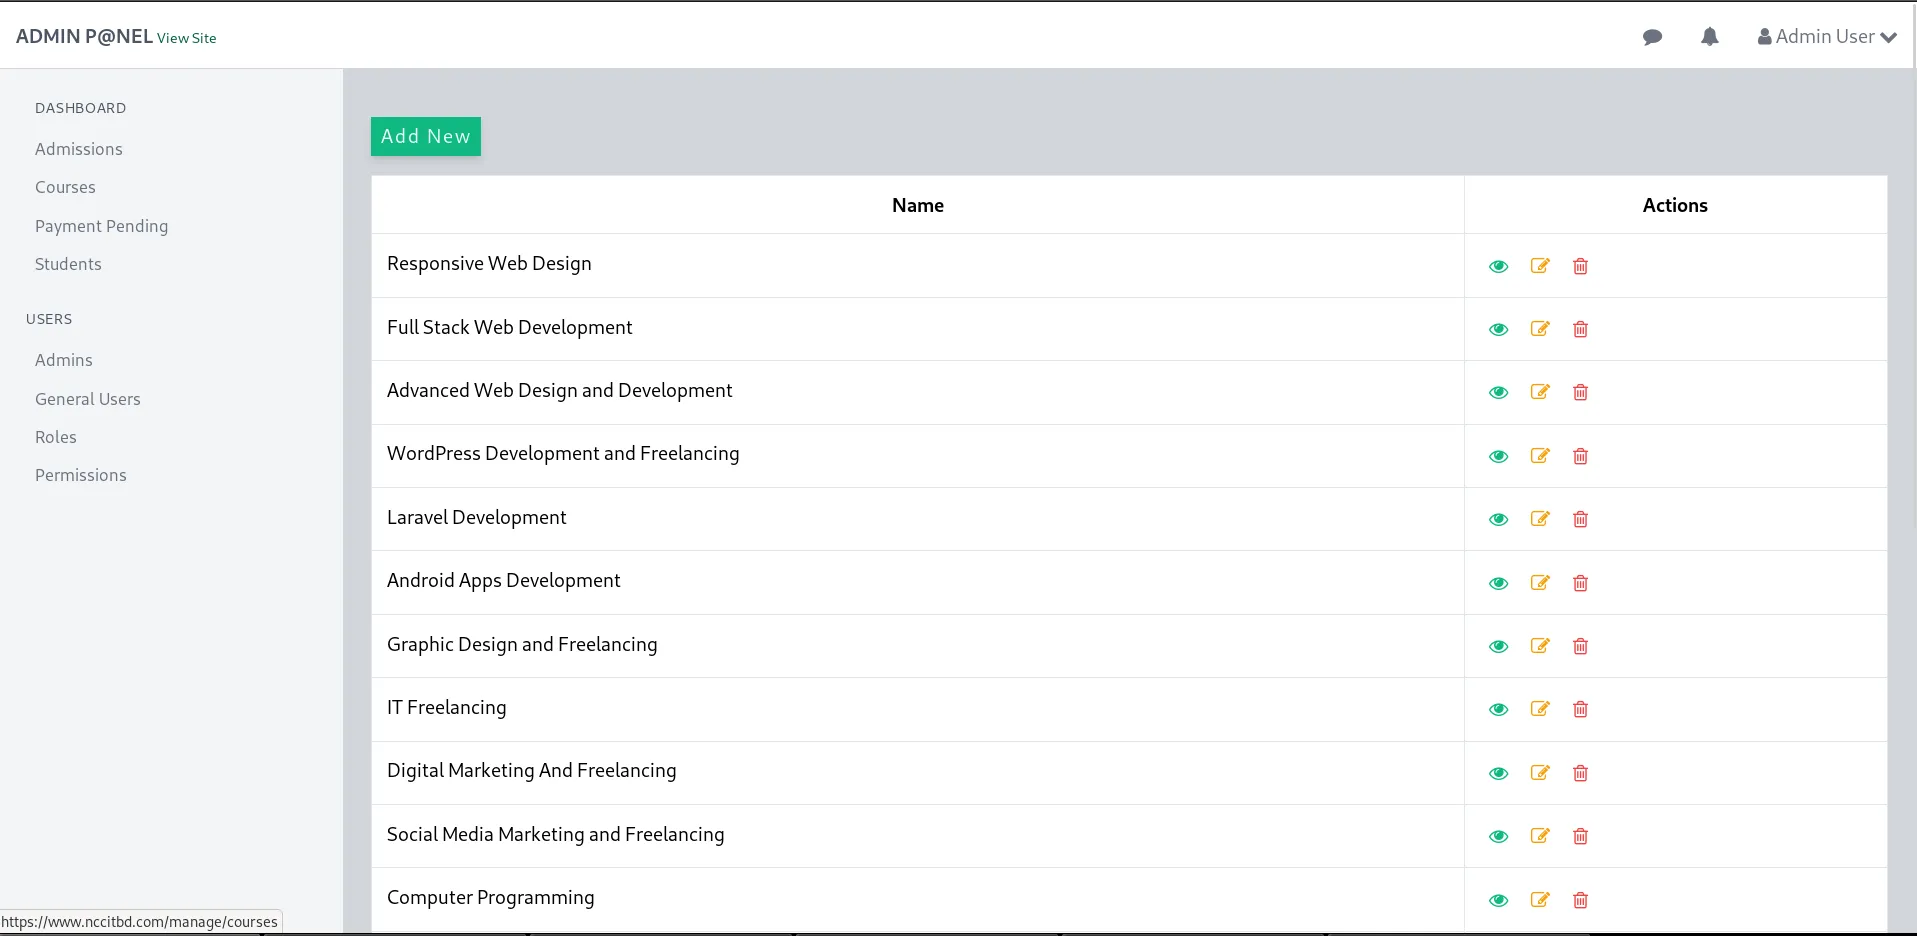 ADMIN P@NEL View Site
Admin User
DASHBOARD
Admissions
Courses
Payment Pending
Students
USERS
Admins
General Users
Roles
Permissions
Add New
Name Actions
Responsive Web Design
Full Stack Web Development
Advanced Web Design and Development
WordPress Development and Freelancing
Laravel Development
Android Apps Development
Graphic Design and Freelancing
IT Freelancing
Digital Marketing And Freelancing
Social Media Marketing and Freelancing
Computer Programming
https://www.nccitbd.com/manage/courses